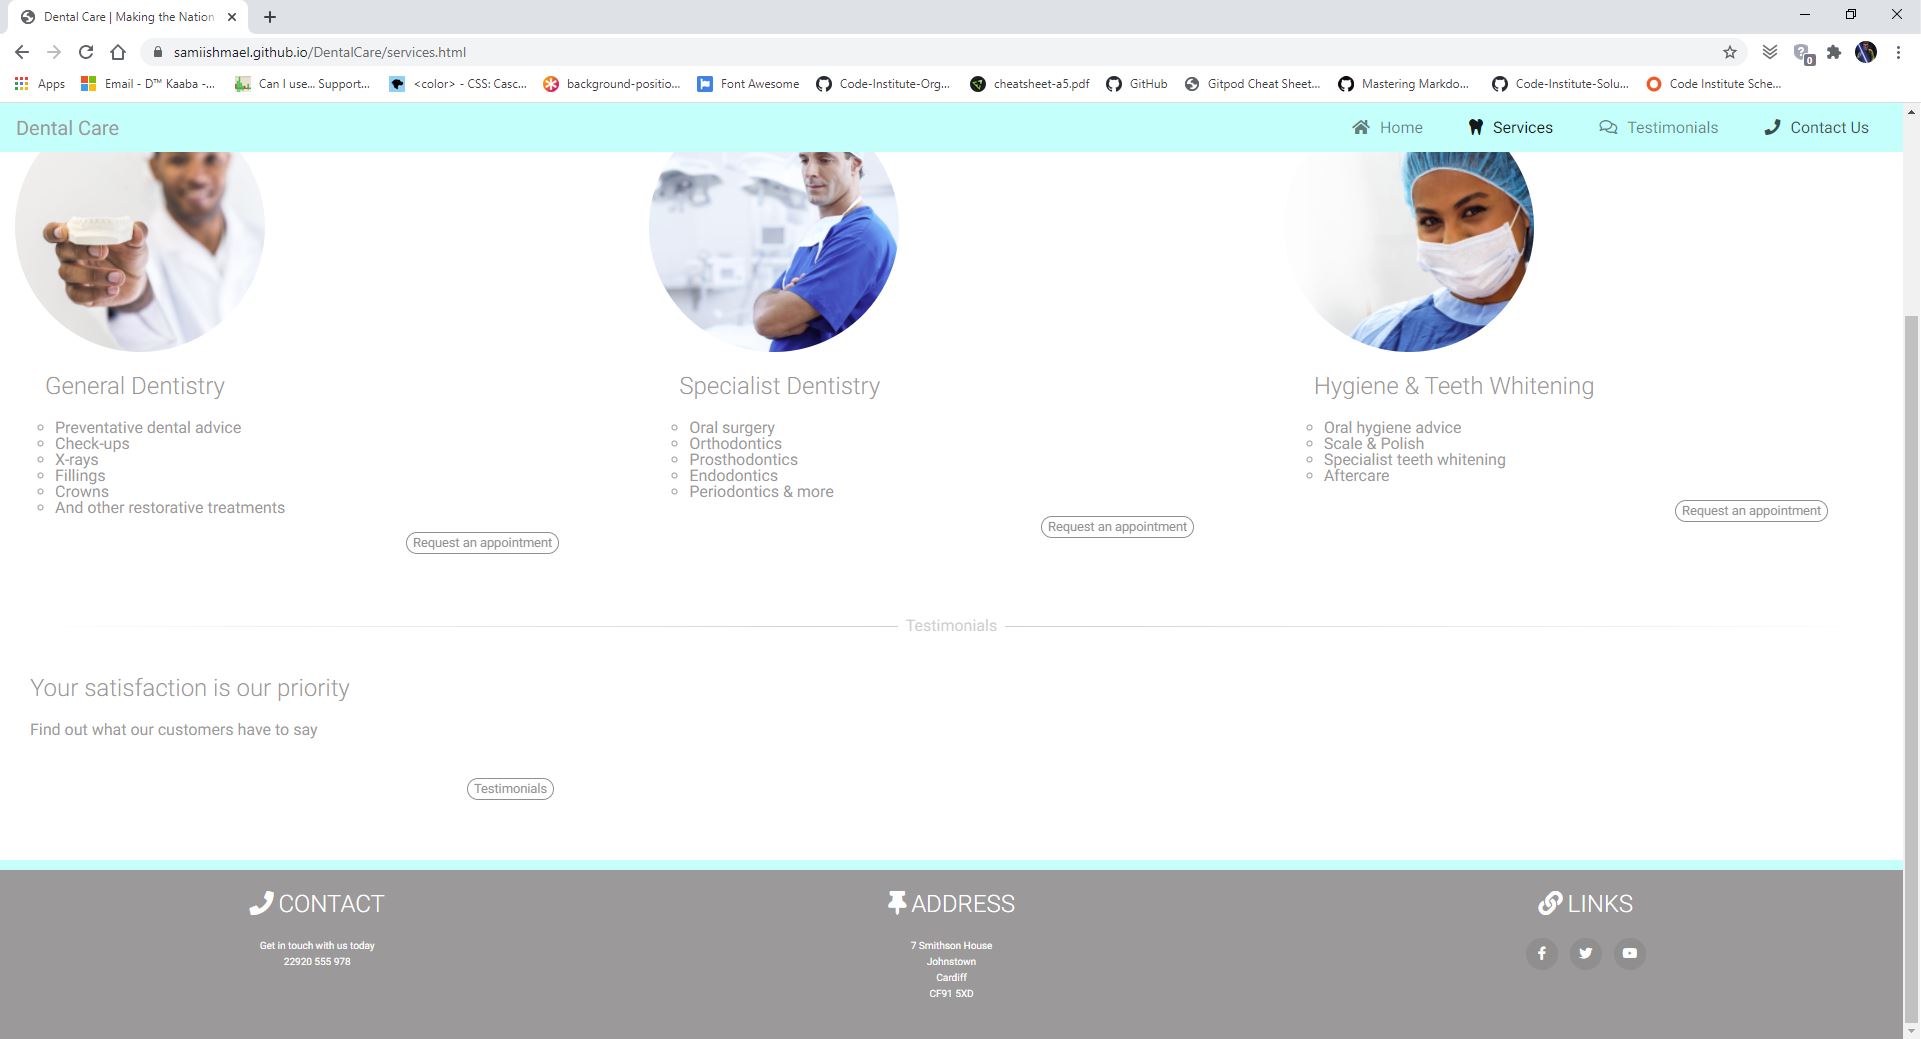 Dental Care | Making the Nation
samiishmael.github.io/DentalCare/services.html
0
Apps
Email - D™ Kaaba -...
Can I use... Support...
<color> - CSS: Casc...
background-positio...
Font Awesome
Code-Institute-Org...
cheatsheet-a5.pdf
GitHub
Gitpod Cheat Sheet...
Mastering Markdo...
Code-Institute-Solu...
Code Institute Sche...
Dental Care
Home
Services
Testimonials
Contact Us
General Dentistry
Preventative dental advice
Check-ups
X-rays
Fillings
Crowns
And other restorative treatments
Request an appointment
Specialist Dentistry
Oral surgery
Orthodontics
Prosthodontics
Endodontics
Periodontics & more
Request an appointment
Hygiene & Teeth Whitening
Oral hygiene advice
Scale & Polish
Specialist teeth whitening
Aftercare
Request an appointment
Testimonials
Your satisfaction is our priority
Find out what our customers have to say
Testimonials
CONTACT
Get in touch with us today
22920 555 978
ADDRESS
7 Smithson House
Johnstown
Cardiff
CF91 5XD
LINKS